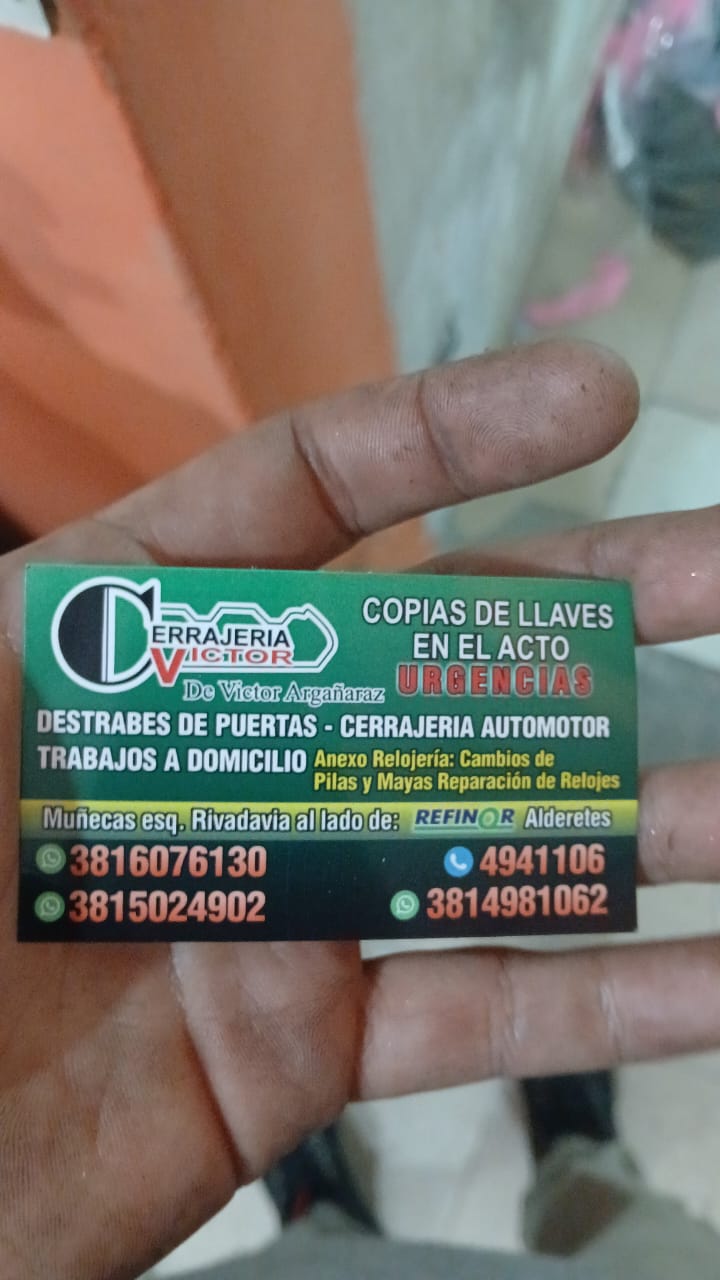 CERRAJERIA
VICTOR
De Victor Argañaraz
COPIAS DE LLAVES
EN EL ACTO
URGENCIAS
DESTRABES DE PUERTAS - CERRAJERIA AUTOMOTOR
TRABAJOS A DOMICILIO Anexo Relojería: Cambios de
Pilas y Mayas Reparación de Relojes
Muñecas esq. Rivadavia al lado de: REFINOR Alderetes
3816076130 4941106
3815024902 3814981062